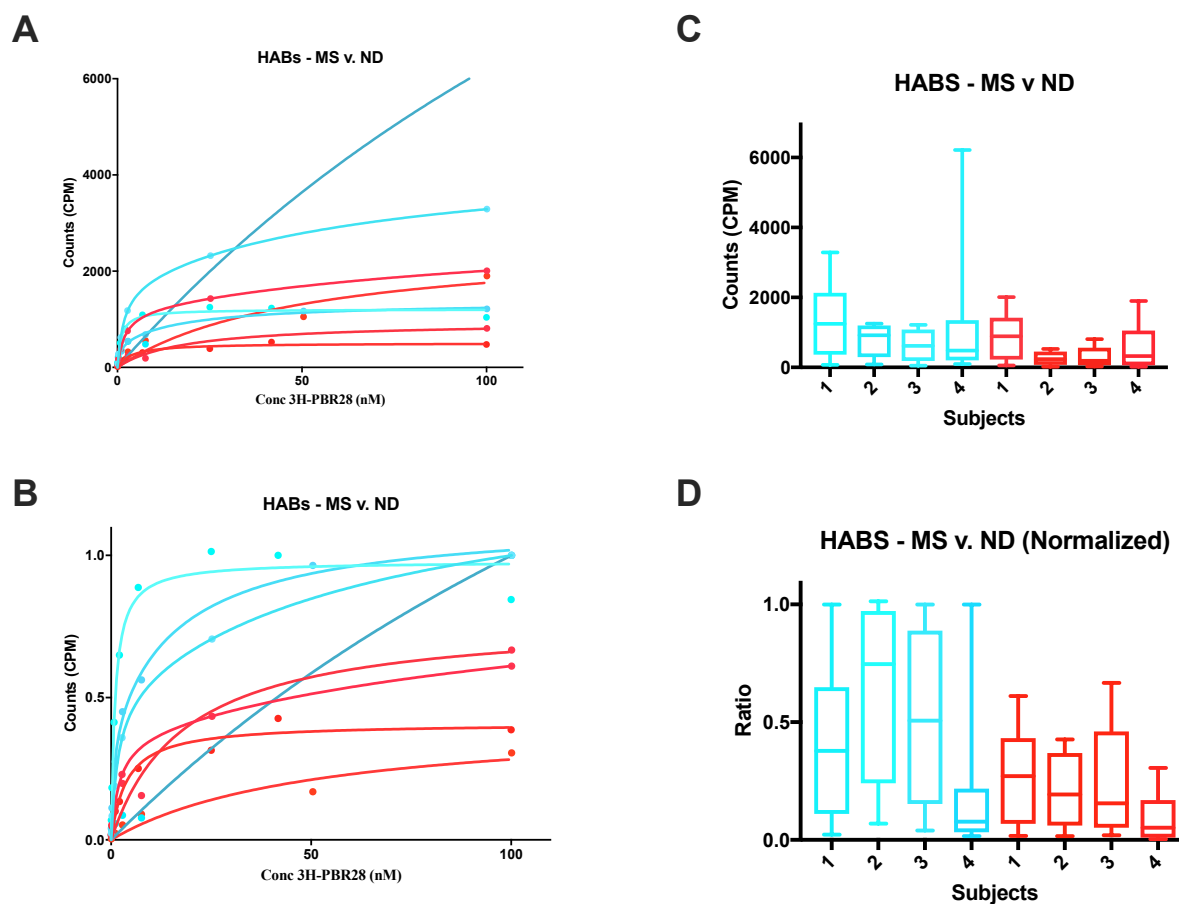 A
HABs - MS v. ND
6000
4000
2000
0
Counts (CPM)
0 50 100
Conc 3H-PBR28 (nM)
B
HABs - MS v. ND
1.0
0.5
0.0
Counts (CPM)
0 50 100
Conc 3H-PBR28 (nM)
C
HABS - MS v ND
6000
4000
2000
0
Counts (CPM)
1 2 3 4 1 2 3 4
Subjects
D
HABS - MS v. ND (Normalized)
1.0
0.5
0.0
Ratio
1 2 3 4 1 2 3 4
Subjects